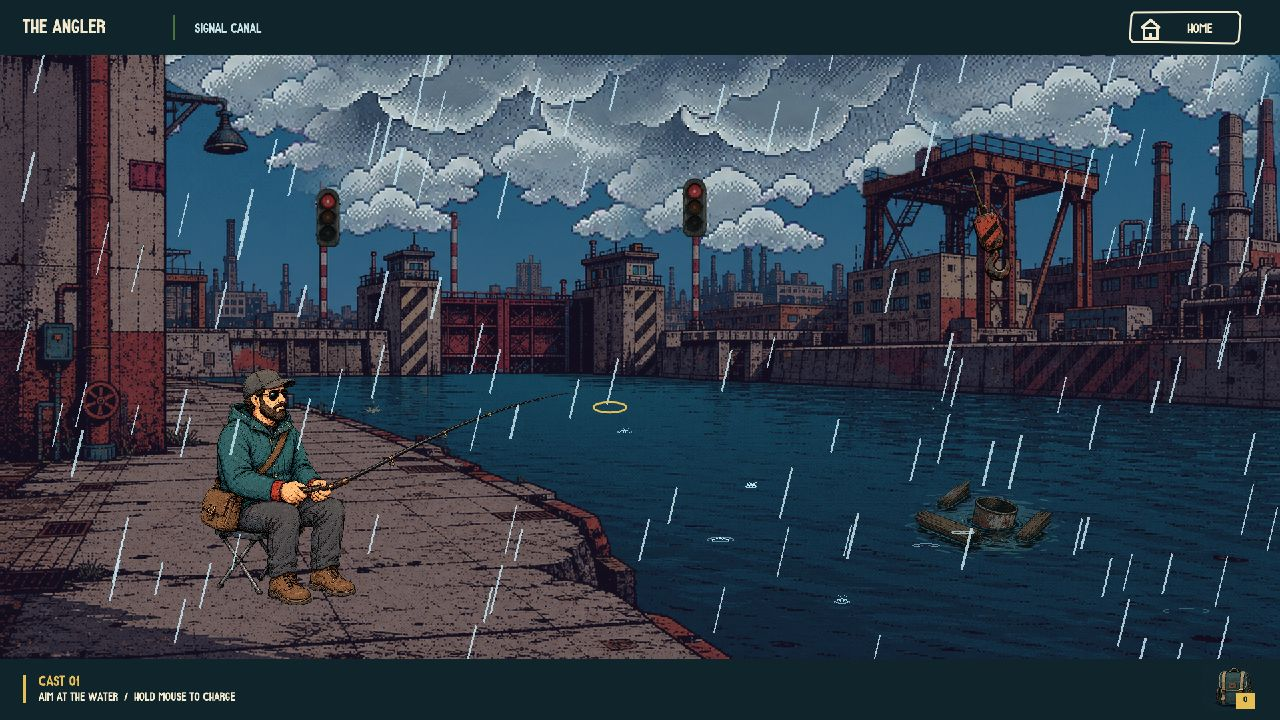 THE ANGLER
SIGNAL CANAL
HOME
CAST 01
AIM AT THE WATER / HOLD MOUSE TO CHARGE
0